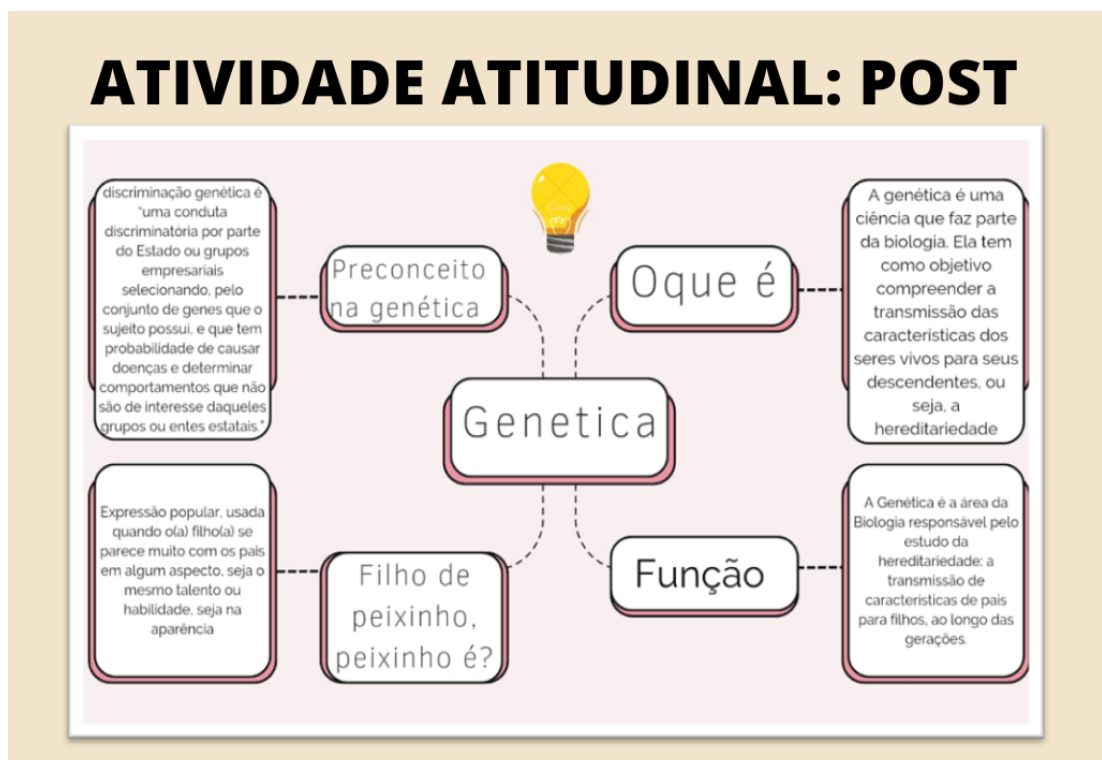 ATIVIDADE ATITUDINAL: POST
discriminação genética é
"uma conduta
discriminatória por parte
do Estado ou grupos
empresariais
selecionando, pelo
conjunto de genes que o
sujeito possui, e que tem
probabilidade de causar
doenças e determinar
comportamentos que não
são de interesse daqueles
grupos ou entes estatais."
Preconceito
na genética
Oque é
A genética é uma
ciência que faz parte
da biologia. Ela tem
como objetivo
compreender a
transmissão das
características dos
seres vivos para seus
descendentes, ou
seja, a
hereditariedade
Genetica
Expressão popular, usada
quando o(a) filho(a) se
parece muito com os pais
em algum aspecto, seja o
mesmo talento ou
habilidade, seja na
aparência
Filho de
peixinho,
peixinho é?
Função
A Genética é a área da
Biologia responsável pelo
estudo da
hereditariedade: a
transmissão de
características de pais
para filhos, ao longo das
gerações.